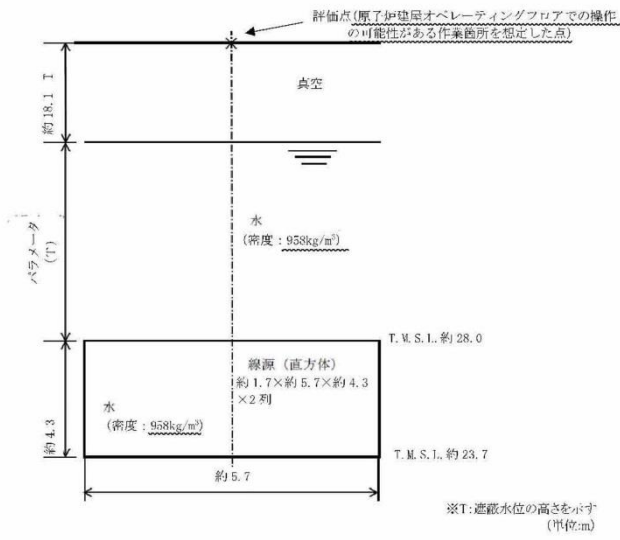 評価点(原子炉建屋オペレーティングフロアでの操作
の可能性がある作業箇所を想定した点)
約18.1 T
真空
水
(密度：958kg/m³)
パラメータ
(T)
T.M.S.L.約28.0
線源（直方体）
約1.7×約5.7×約4.3
×2列
水
(密度：958kg/m³)
約4.3
T.M.S.L.約23.7
約5.7
※T:遮蔽水位の高さを示す
(単位:m)